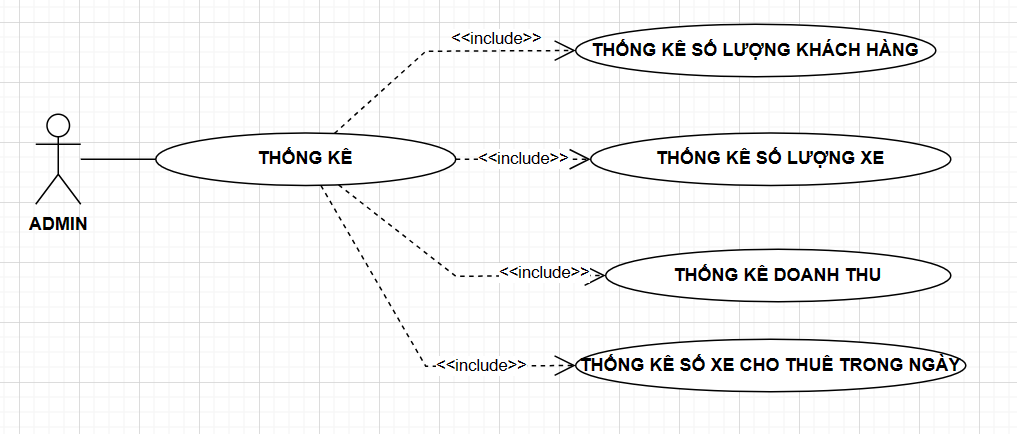 <<include>>
THỐNG KÊ SỐ LƯỢNG KHÁCH HÀNG
THỐNG KÊ
<<include>>
THỐNG KÊ SỐ LƯỢNG XE
ADMIN
<<include>>
THỐNG KÊ DOANH THU
<<include>>
THỐNG KÊ SỐ XE CHO THUÊ TRONG NGÀY